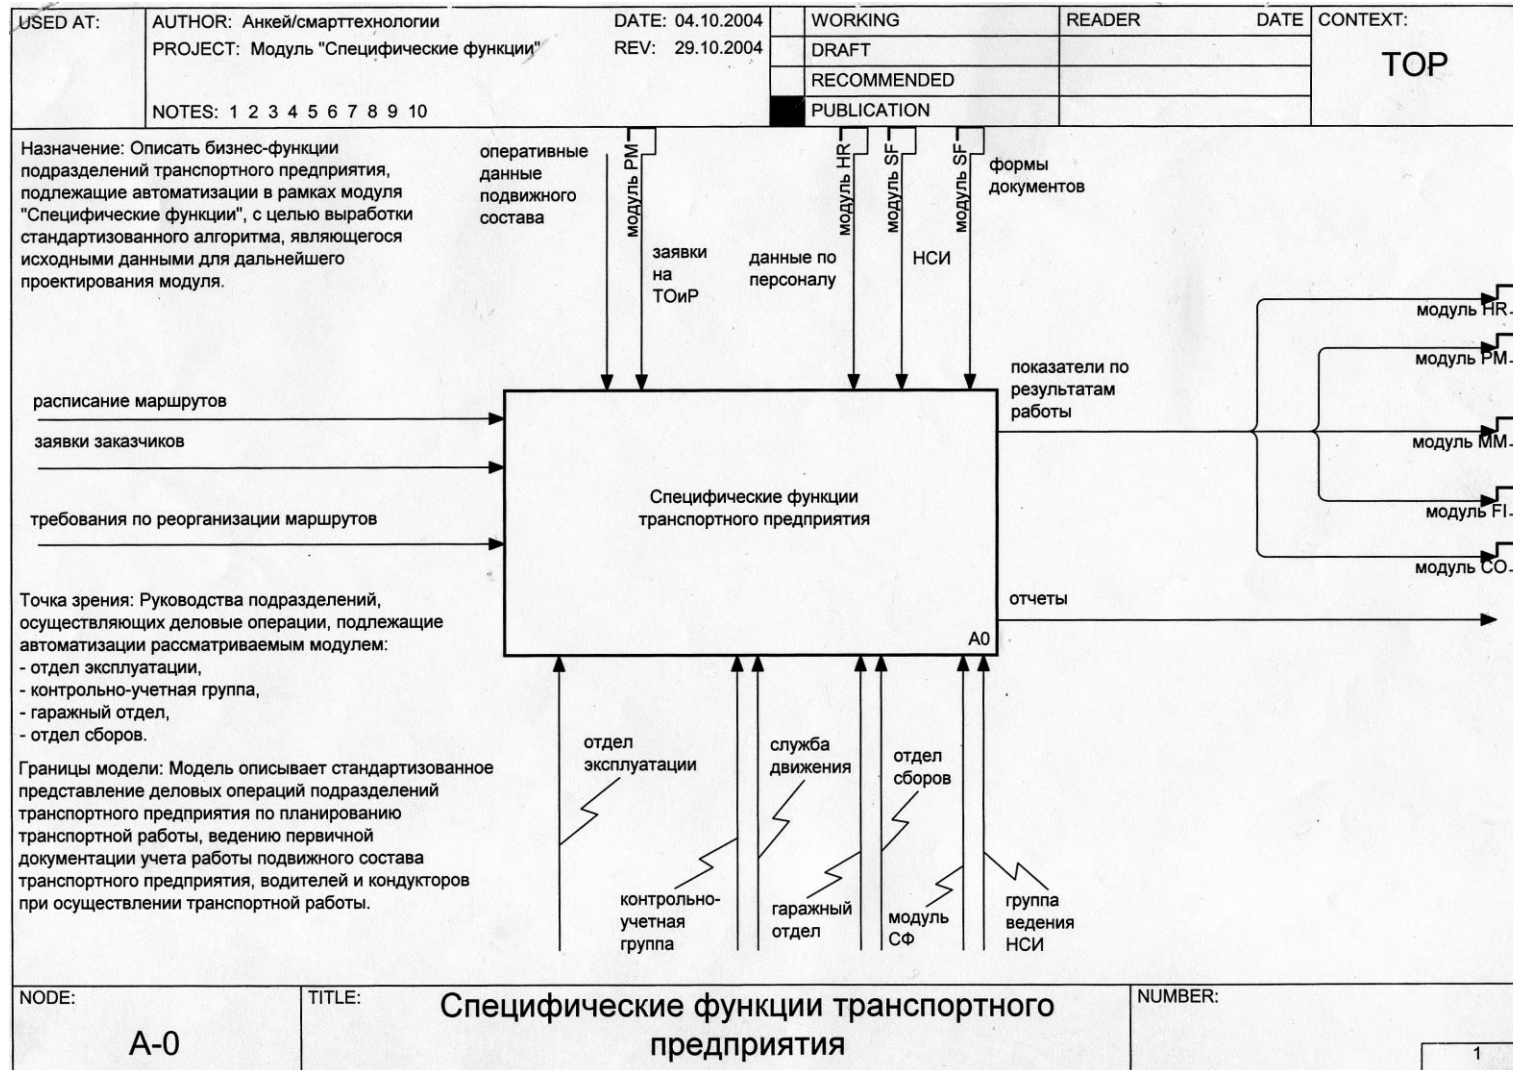 USED AT:
AUTHOR: Анкей/смарттехнологии
DATE: 04.10.2004
PROJECT: Модуль "Специфические функции"
REV: 29.10.2004
NOTES: 1 2 3 4 5 6 7 8 9 10
WORKING
DRAFT
RECOMMENDED
PUBLICATION
READER
DATE
CONTEXT:
TOP
Назначение: Описать бизнес-функции
подразделений транспортного предприятия,
подлежащие автоматизации в рамках модуля
"Специфические функции", с целью выработки
стандартизованного алгоритма, являющегося
исходными данными для дальнейшего
проектирования модуля.
оперативные
данные
подвижного
состава
модуль PM
заявки
на
ТОиР
данные по
персоналу
модуль HR
модуль SF
НСИ
модуль SF
формы
документов
расписание маршрутов
заявки заказчиков
требования по реорганизации маршрутов
Специфические функции
транспортного предприятия
A0
показатели по
результатам
работы
модуль HR
модуль PM
модуль MM
модуль FI
модуль CO
отчеты
Точка зрения: Руководства подразделений,
осуществляющих деловые операции, подлежащие
автоматизации рассматриваемым модулем:
- отдел эксплуатации,
- контрольно-учетная группа,
- гаражный отдел,
- отдел сборов.
Границы модели: Модель описывает стандартизованное
представление деловых операций подразделений
транспортного предприятия по планированию
транспортной работы, ведению первичной
документации учета работы подвижного состава
транспортного предприятия, водителей и кондукторов
при осуществлении транспортной работы.
отдел
эксплуатации
контрольно-
учетная
группа
служба
движения
гаражный
отдел
отдел
сборов
модуль
СФ
группа
ведения
НСИ
NODE:
A-0
TITLE:
Специфические функции транспортного
предприятия
NUMBER:
1